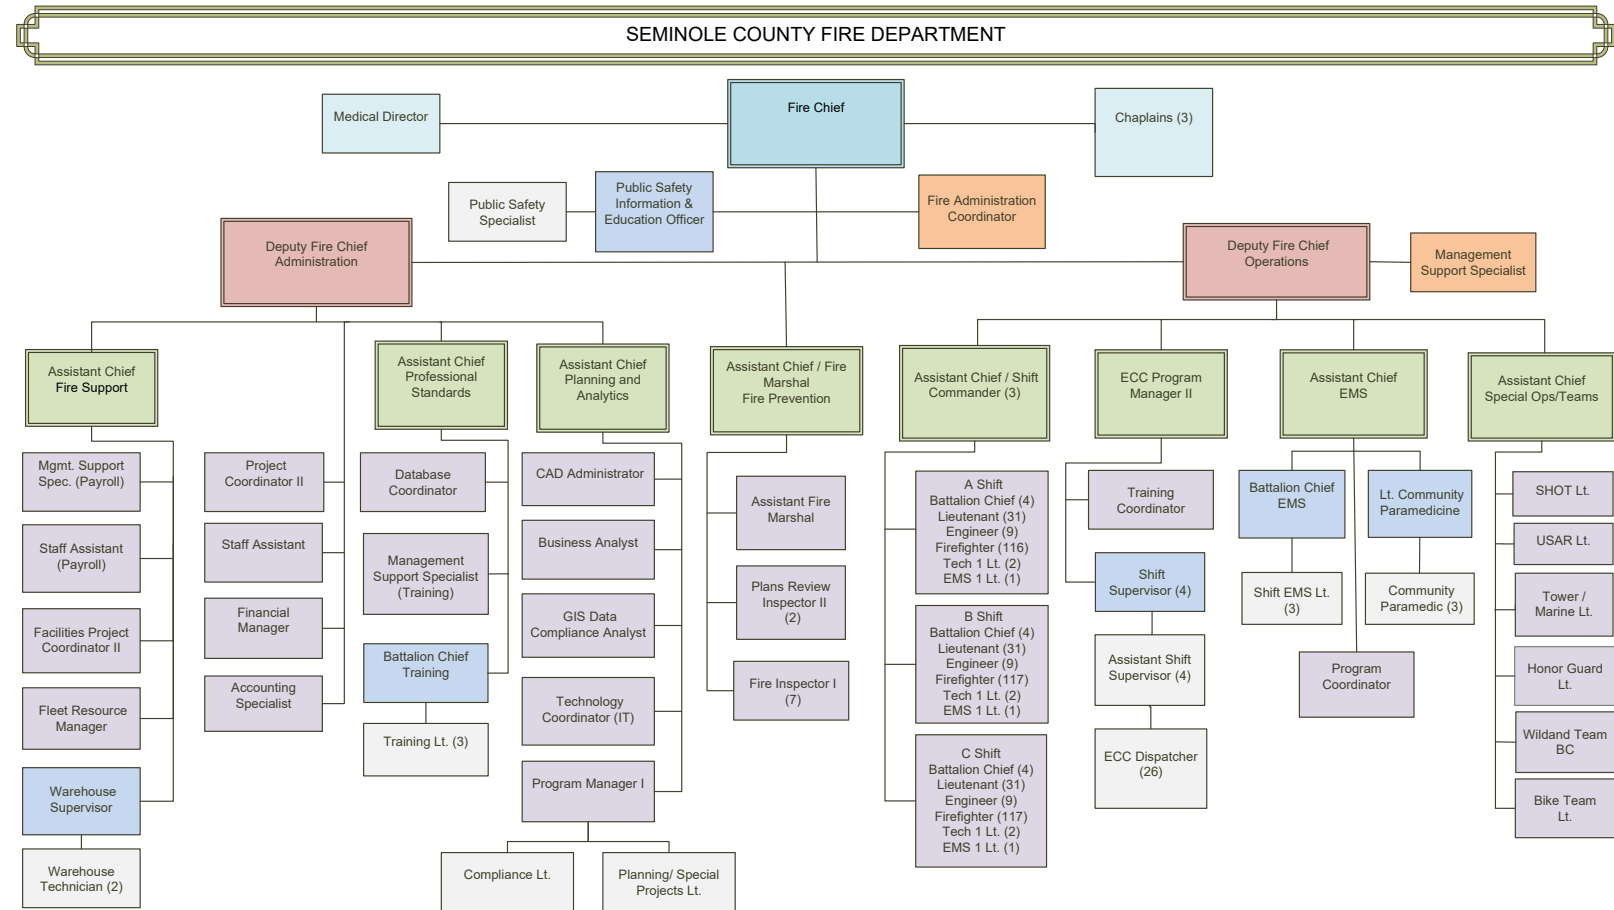 SEMINOLE COUNTY FIRE DEPARTMENT
Medical Director
Fire Chief
Chaplains (3)
Public Safety
Specialist
Public Safety
Information &
Education Officer
Fire Administration
Coordinator
Deputy Fire Chief
Administration
Deputy Fire Chief
Operations
Management
Support Specialist
Assistant Chief
Fire Support
Assistant Chief
Professional
Standards
Assistant Chief
Planning and
Analytics
Assistant Chief / Fire
Marshal
Fire Prevention
Assistant Chief / Shift
Commander (3)
ECC Program
Manager II
Assistant Chief
EMS
Assistant Chief
Special Ops/Teams
Mgmt. Support
Spec. (Payroll)
Staff Assistant
(Payroll)
Facilities Project
Coordinator II
Fleet Resource
Manager
Warehouse
Supervisor
Warehouse
Technician (2)
Project
Coordinator II
Staff Assistant
Financial
Manager
Accounting
Specialist
Database
Coordinator
Management
Support Specialist
(Training)
Battalion Chief
Training
Training Lt. (3)
CAD Administrator
Business Analyst
GIS Data
Compliance Analyst
Technology
Coordinator (IT)
Program Manager I
Compliance Lt.
Planning/ Special
Projects Lt.
Assistant Fire
Marshal
Plans Review
Inspector II
(2)
Fire Inspector I
(7)
A Shift
Battalion Chief (4)
Lieutenant (31)
Engineer (9)
Firefighter (116)
Tech 1 Lt. (2)
EMS 1 Lt. (1)
B Shift
Battalion Chief (4)
Lieutenant (31)
Engineer (9)
Firefighter (117)
Tech 1 Lt. (2)
EMS 1 Lt. (1)
C Shift
Battalion Chief (4)
Lieutenant (31)
Engineer (9)
Firefighter (117)
Tech 1 Lt. (2)
EMS 1 Lt. (1)
Training
Coordinator
Shift
Supervisor (4)
Assistant Shift
Supervisor (4)
ECC Dispatcher
(26)
Battalion Chief
EMS
Shift EMS Lt.
(3)
Lt. Community
Paramedicine
Community
Paramedic (3)
Program
Coordinator
SHOT Lt.
USAR Lt.
Tower /
Marine Lt.
Honor Guard
Lt.
Wildand Team
BC
Bike Team
Lt.